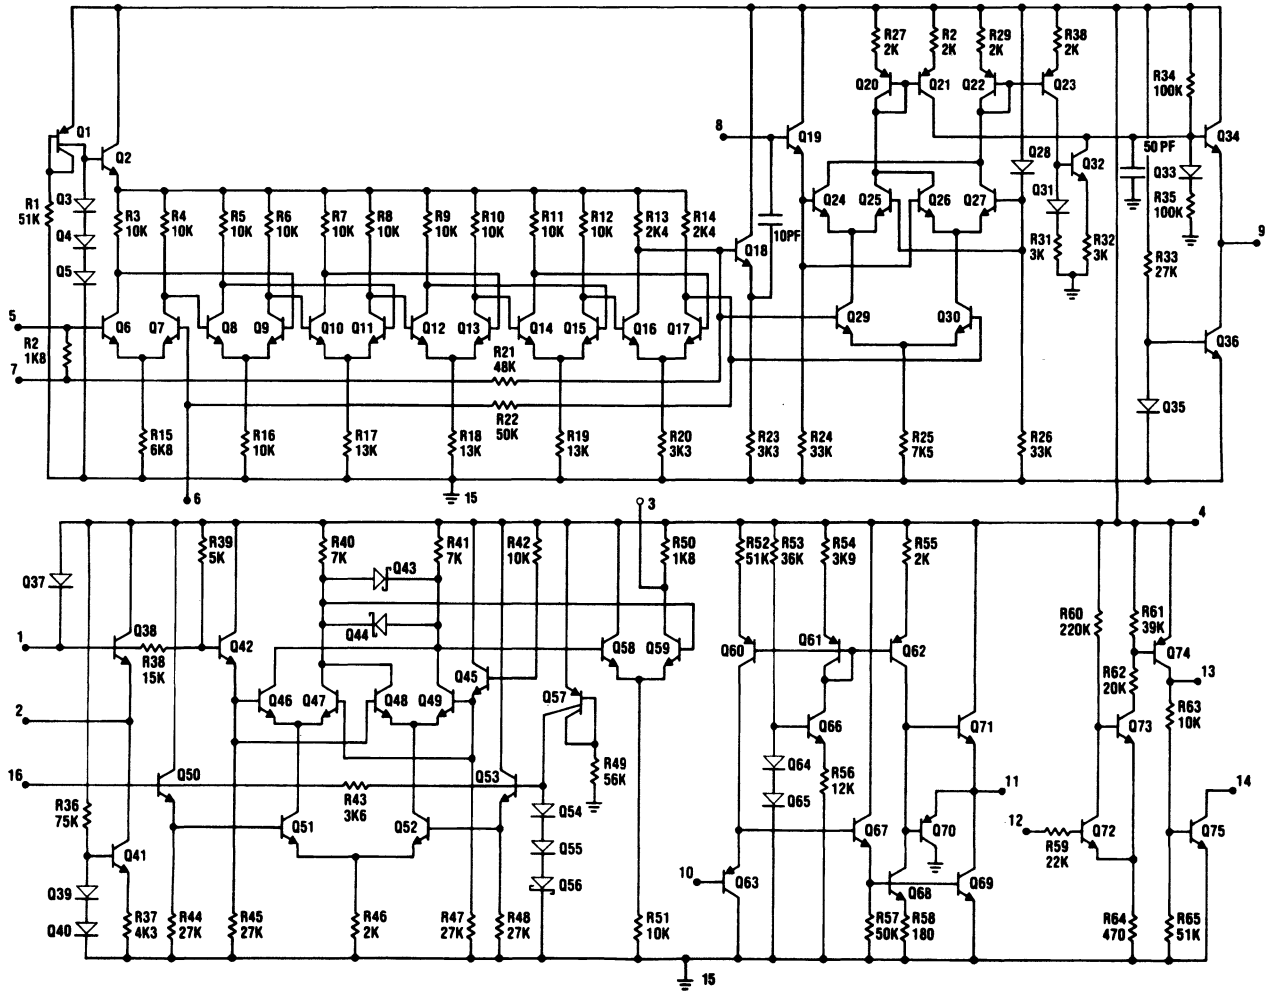 R27 2K
R2 2K
R29 2K
R38 2K
Q20
Q21
Q22
Q23
R34 100K
Q1
Q2
8
Q19
Q34
50 PF
Q28
Q32
Q33
R1 51K
Q3
Q4
Q5
R3 10K
R4 10K
R5 10K
R6 10K
R7 10K
R8 10K
R9 10K
R10 10K
R11 10K
R12 10K
R13 2K4
R14 2K4
Q18
10PF
Q24
Q25
Q26
Q27
Q31
R35 100K
R31 3K
R32 3K
R33 27K
9
5
Q6
Q7
Q8
Q9
Q10
Q11
Q12
Q13
Q14
Q15
Q16
Q17
Q29
Q30
Q36
R2 1K8
7
R21 48K
R22 50K
Q35
R15 6K8
R16 10K
R17 13K
R18 13K
R19 13K
R20 3K3
R23 3K3
R24 33K
R25 7K5
R26 33K
6
15
3
4
R39 5K
R40 7K
R41 7K
R42 10K
R50 1K8
R52 51K
R53 36K
R54 3K9
R55 2K
Q37
Q43
Q44
R60 220K
R61 39K
1
Q38
R38 15K
Q42
Q58
Q59
Q60
Q61
Q62
Q74
Q45
Q46
Q47
Q48
Q49
Q57
R62 20K
13
R63 10K
2
Q66
Q71
Q73
16
Q50
R43 3K6
Q53
R49 56K
Q64
Q65
R56 12K
11
14
R36 75K
Q54
Q51
Q52
Q67
Q70
12
R59 22K
Q72
Q75
Q41
Q55
Q56
10
Q63
Q68
Q69
Q39
Q40
R37 4K3
R44 27K
R45 27K
R46 2K
R47 27K
R48 27K
R51 10K
R57 50K
R58 180
R64 470
R65 51K
15